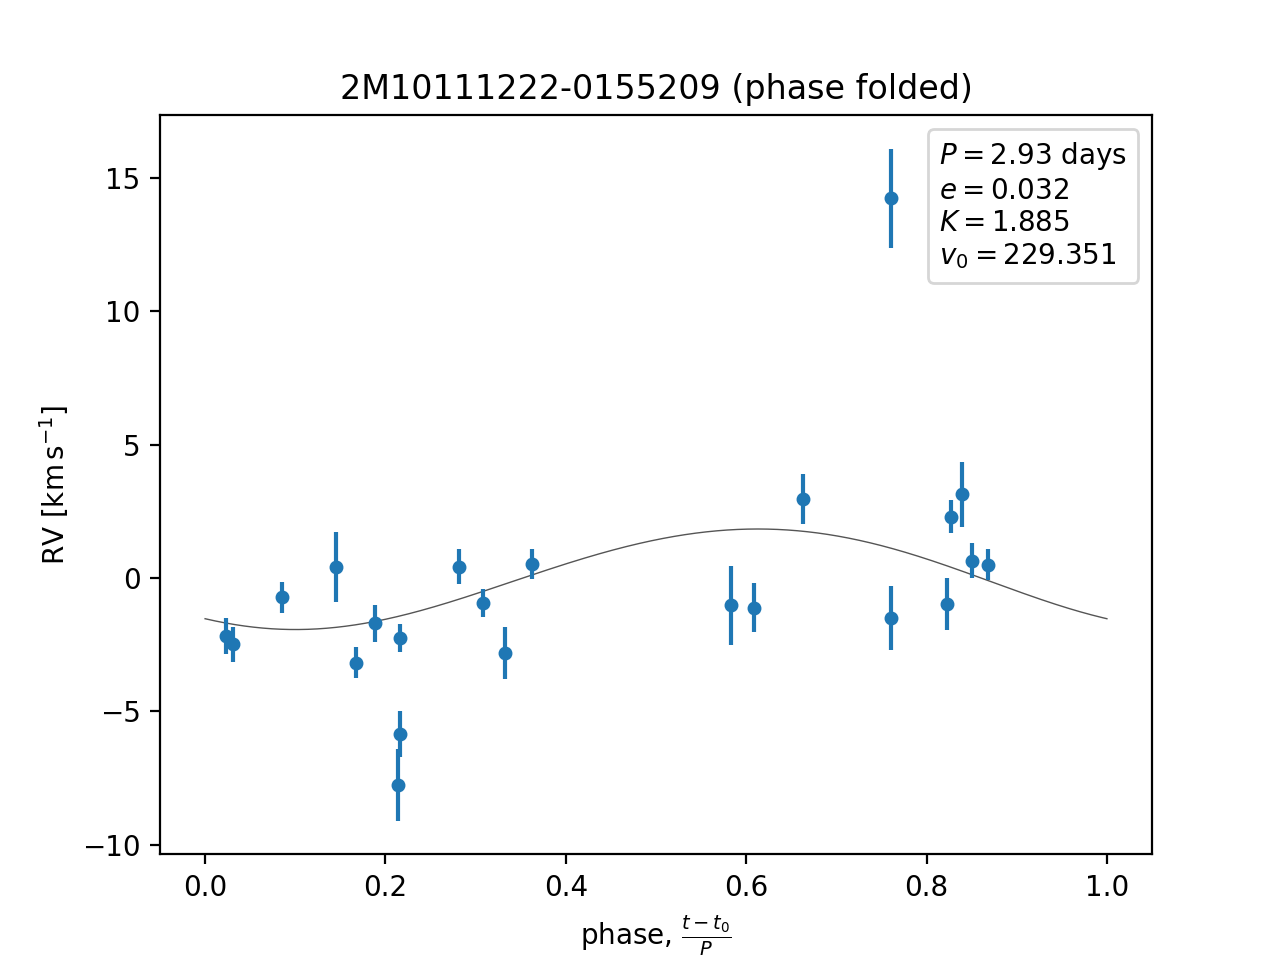 2M10111222-0155209 (phase folded)
P = 2.93 days
e = 0.032
K = 1.885
v₀ = 229.351
15
10
5
0
−5
−10
RV [km s⁻¹]
0.0 0.2 0.4 0.6 0.8 1.0
phase, (t − t₀)/P